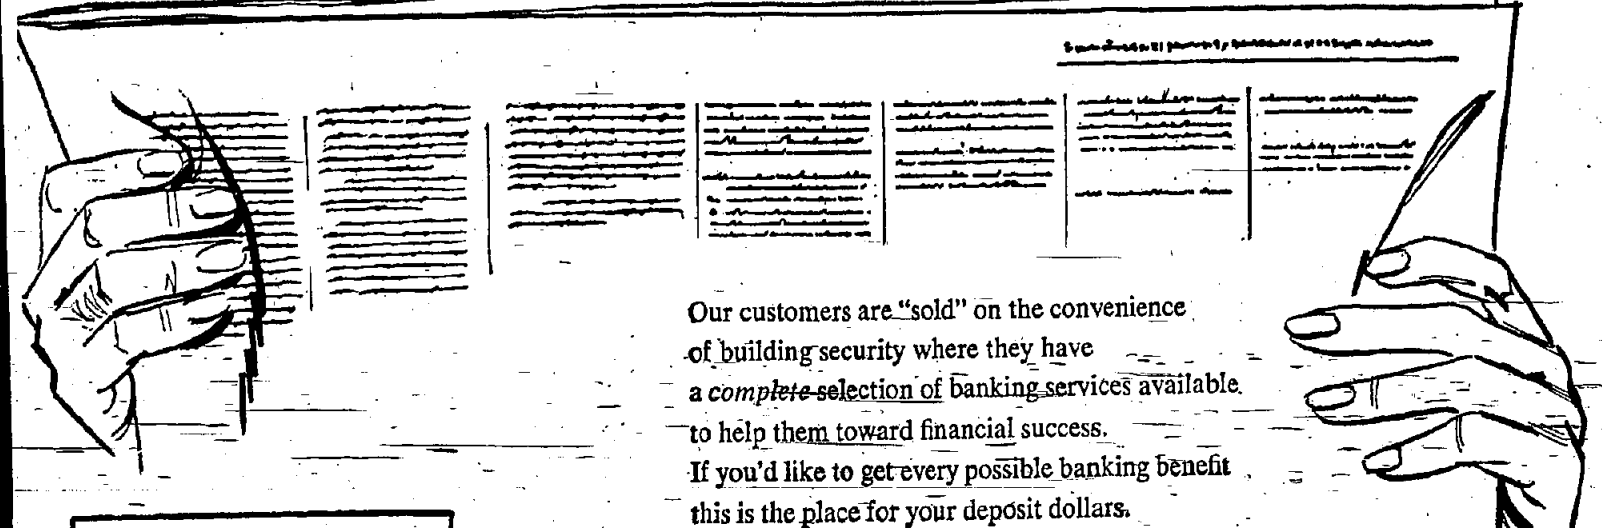 Our customers are “sold” on the convenience
of building security where they have
a complete selection of banking services available
to help them toward financial success.
If you’d like to get every possible banking benefit
this is the place for your deposit dollars.